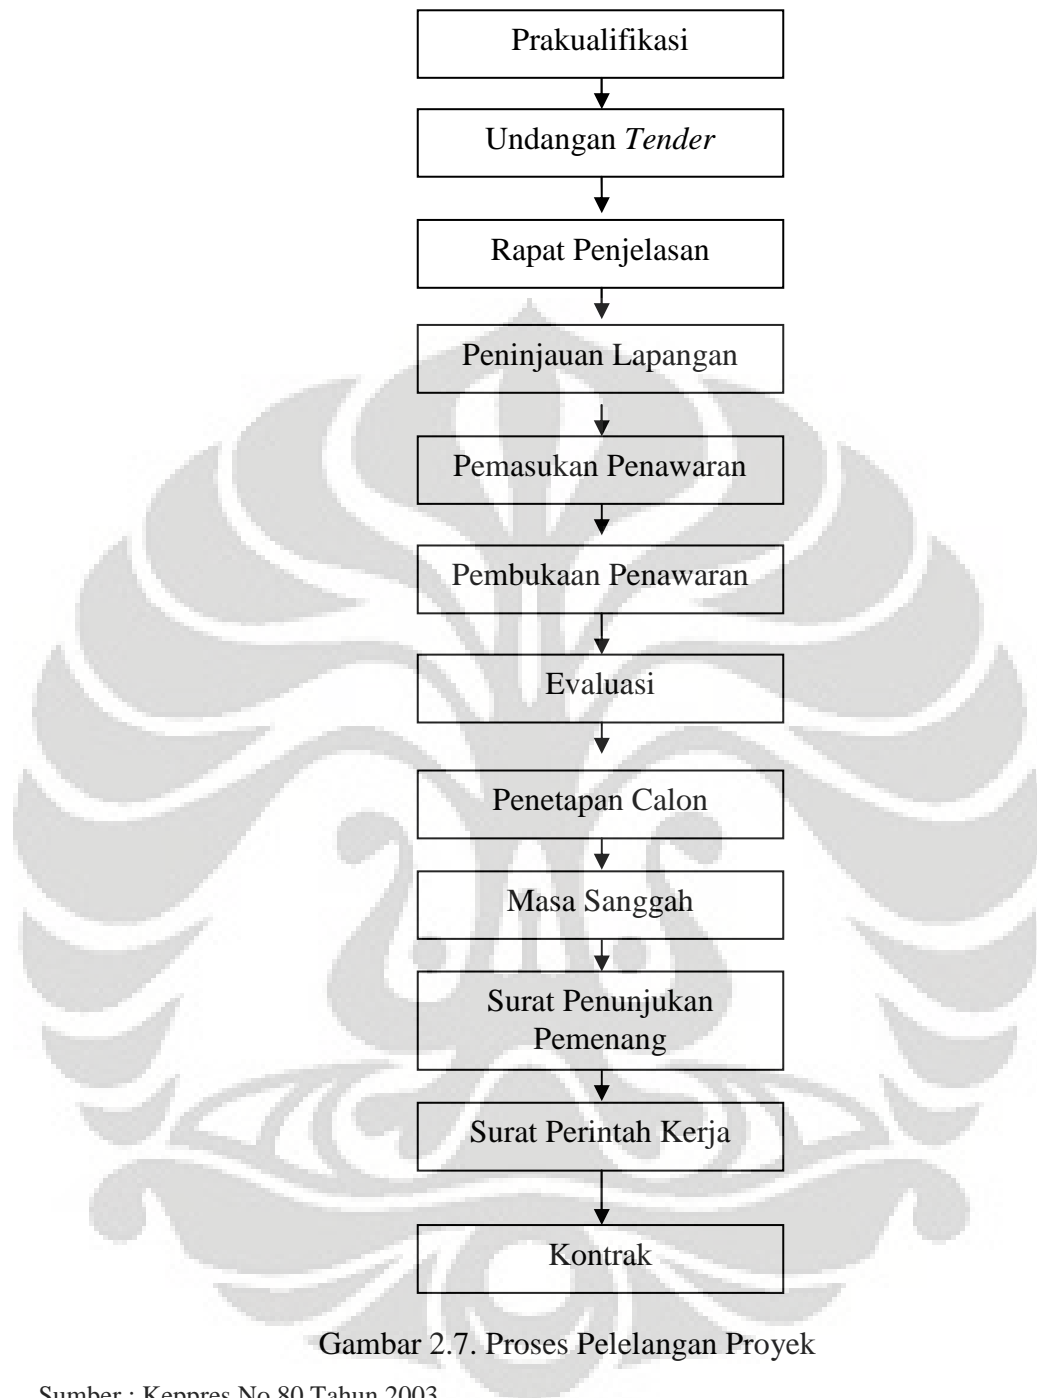 Prakualifikasi
Undangan Tender
Rapat Penjelasan
Peninjauan Lapangan
Pemasukan Penawaran
Pembukaan Penawaran
Evaluasi
Penetapan Calon
Masa Sanggah
Surat Penunjukan
Pemenang
Surat Perintah Kerja
Kontrak
Gambar 2.7. Proses Pelelangan Proyek
Sumber : Keppres No 80 Tahun 2003